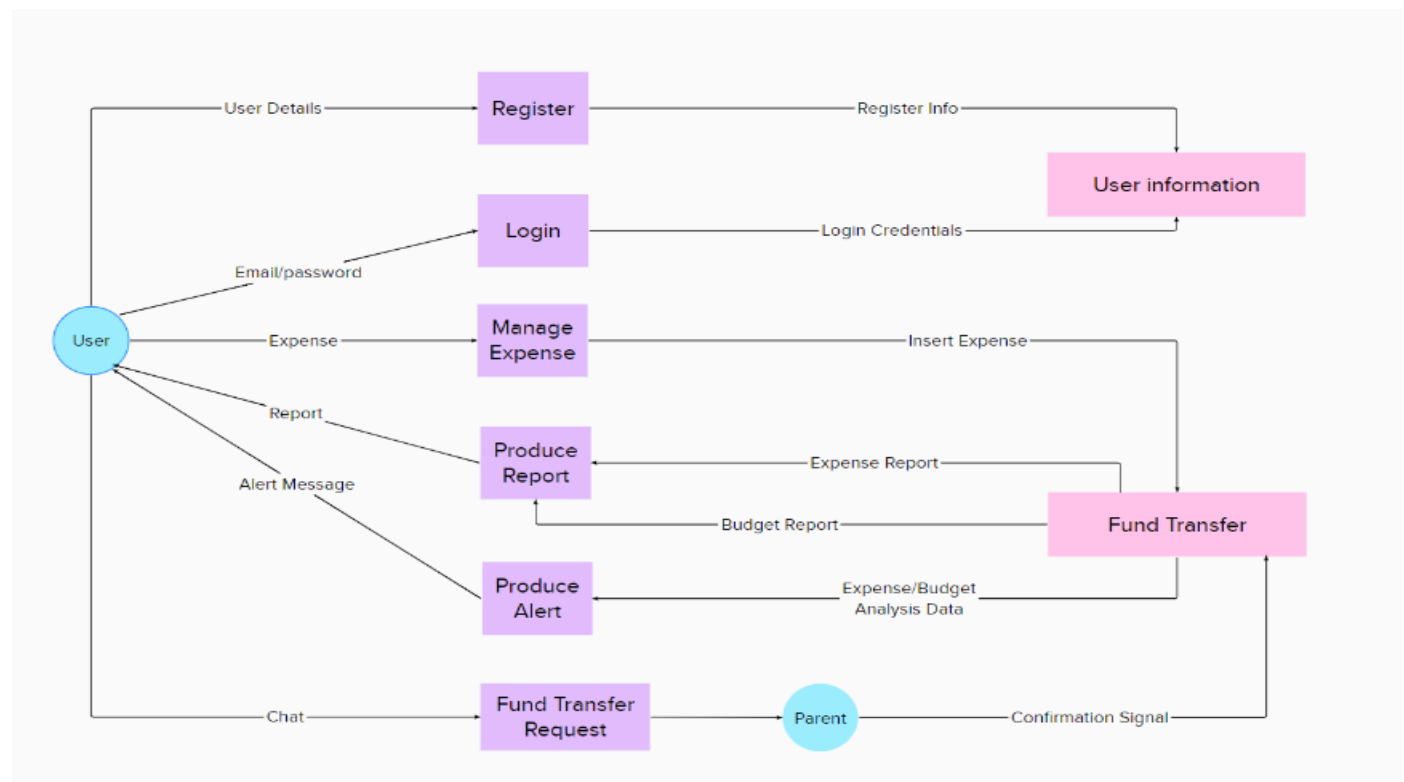 User Details
Register
Register Info
User information
Login
Login Credentials
Email/password
User
Expense
Manage
Expense
Insert Expense
Report
Produce
Report
Expense Report
Alert Message
Budget Report
Fund Transfer
Produce
Alert
Expense/Budget
Analysis Data
Chat
Fund Transfer
Request
Parent
Confirmation Signal